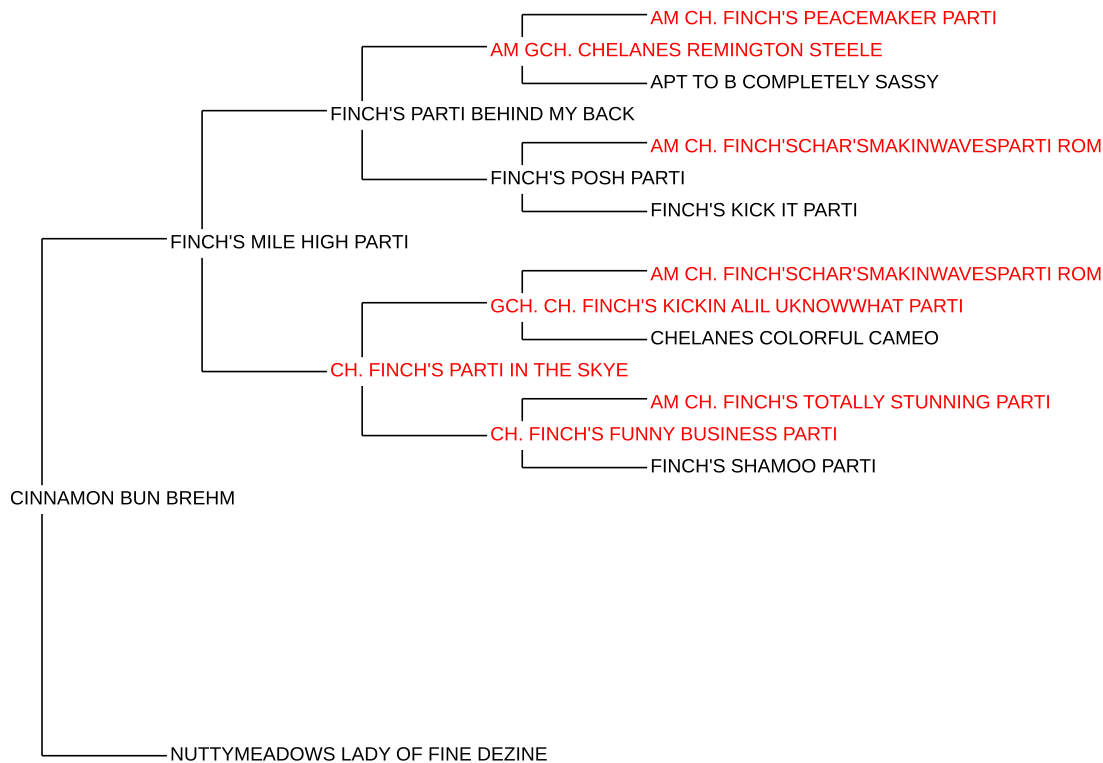 AM CH. FINCH'S PEACEMAKER PARTI
AM GCH. CHELANES REMINGTON STEELE
APT TO B COMPLETELY SASSY
FINCH'S PARTI BEHIND MY BACK
AM CH. FINCH'SCHAR'SMAKINWAVESPARTI ROM
FINCH'S POSH PARTI
FINCH'S KICK IT PARTI
FINCH'S MILE HIGH PARTI
AM CH. FINCH'SCHAR'SMAKINWAVESPARTI ROM
GCH. CH. FINCH'S KICKIN ALIL UKNOWWHAT PARTI
CHELANES COLORFUL CAMEO
CH. FINCH'S PARTI IN THE SKYE
AM CH. FINCH'S TOTALLY STUNNING PARTI
CH. FINCH'S FUNNY BUSINESS PARTI
FINCH'S SHAMOO PARTI
CINNAMON BUN BREHM
NUTTYMEADOWS LADY OF FINE DEZINE